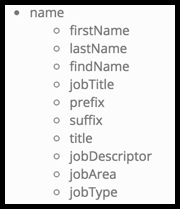 name
firstName
lastName
findName
jobTitle
prefix
suffix
title
jobDescriptor
jobArea
jobType